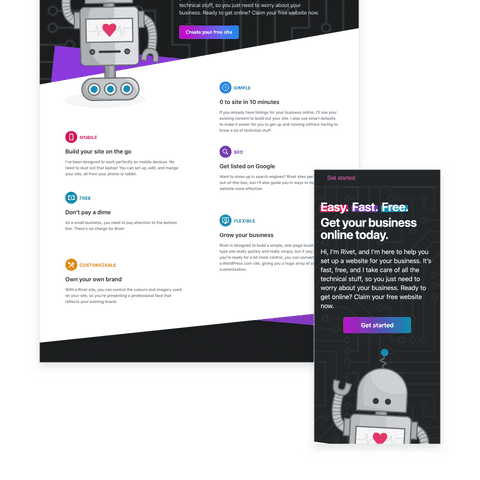 technical stuff, so you just need to worry about your
business. Ready to get online? Claim your free website now.
Create your free site
SIMPLE
0 to site in 10 minutes
If you already have listings for your business online, I'll use your
existing content to build out your site. I also use smart defaults
to make it easier for you to get up and running without having to
know a lot of technical stuff.
MOBILE
Build your site on the go
I've been designed to work perfectly on mobile devices. No
need to dust out that laptop! You can set up, edit, and mange
your site, all from your phone or tablet.
SEO
Get listed on Google
Want to show up in search engines? Rivet sites per
out-of-the-box, but I'll also guide you in ways to m
website more effective.
FREE
Don't pay a dime
As a small business, you need to pay attention to the bottom
line. There's no charge for Rivet.
FLEXIBLE
Grow your business
Rivet is designed to build a simple, one-page busin
type site really quickly and really simply, but if you
you're ready for a bit more control, you can conver
a WordPress.com site, giving you a huge array of c
customisation.
CUSTOMIZABLE
Own your own brand
With a Rivet site, you can control the colours and imagery used
on your site, so you're presenting a professional face that
reflects your existing brand.
Get started
Easy. Fast. Free.
Get your business
online today.
Hi, I'm Rivet, and I'm here to help you
set up a website for your business. It's
fast, free, and I take care of all the
technical stuff, so you just need to
worry about your business. Ready to
get online? Claim your free website
now.
Get started